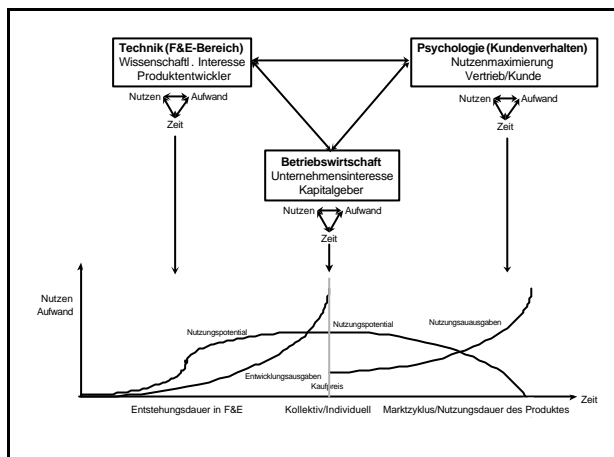 Technik (F&E-Bereich)
Wissenschaftl. Interesse
Produktentwickler
Psychologie (Kundenverhalten)
Nutzenmaximierung
Vertrieb/Kunde
Nutzen Aufwand
Zeit
Nutzen Aufwand
Zeit
Betriebswirtschaft
Unternehmensinteresse
Kapitalgeber
Nutzen Aufwand
Zeit
Nutzen
Aufwand
Nutzungspotential
Nutzungspotential
Nutzungsauausgaben
Entwicklungsausgaben
Kaufpreis
Zeit
Entstehungsdauer in F&E
Kollektiv/Individuell
Marktzyklus/Nutzungsdauer des Produktes